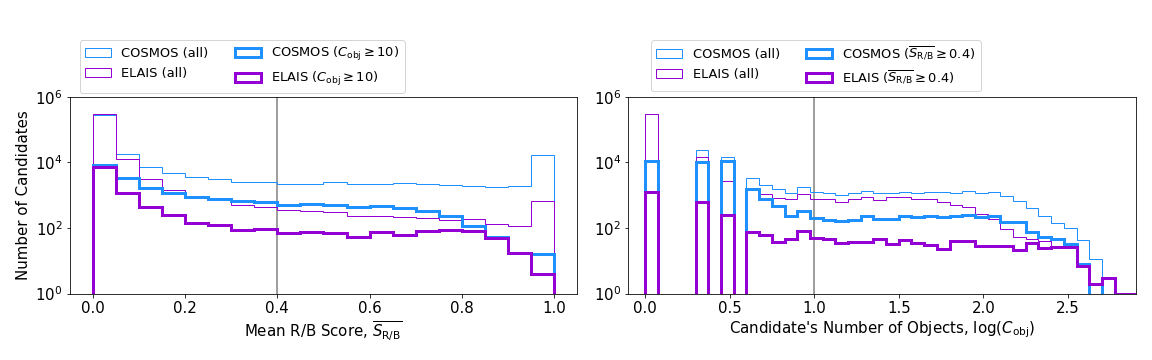 COSMOS (all)
ELAIS (all)
COSMOS (C_obj ≥ 10)
ELAIS (C_obj ≥ 10)
10^6
10^4
10^2
10^0
Number of Candidates
0.0 0.2 0.4 0.6 0.8 1.0
Mean R/B Score, S̅_R/B
COSMOS (all)
ELAIS (all)
COSMOS (S̅_R/B ≥ 0.4)
ELAIS (S̅_R/B ≥ 0.4)
10^6
10^4
10^2
10^0
0.0 0.5 1.0 1.5 2.0 2.5
Candidate's Number of Objects, log(C_obj)